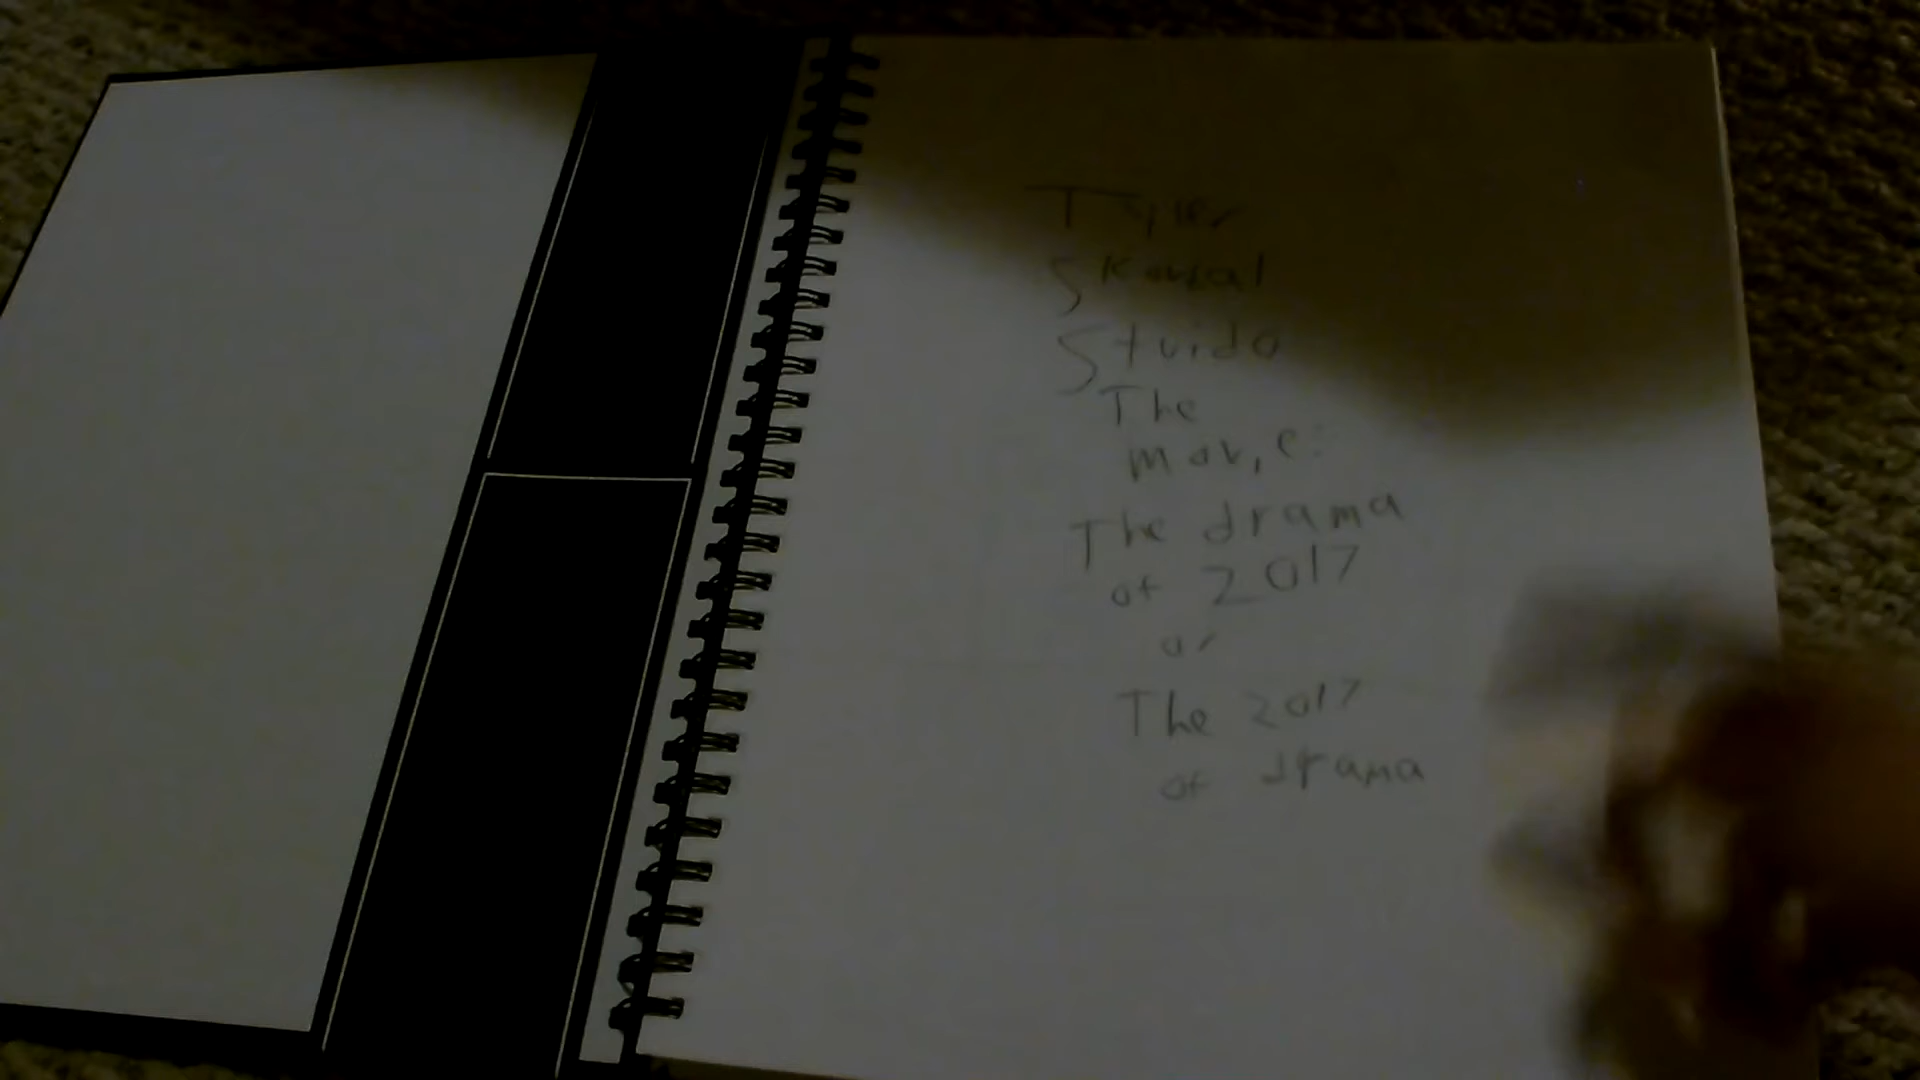 Tyler
Stuido
The
movie:
The drama
of 2017
or
The 2017
of drama